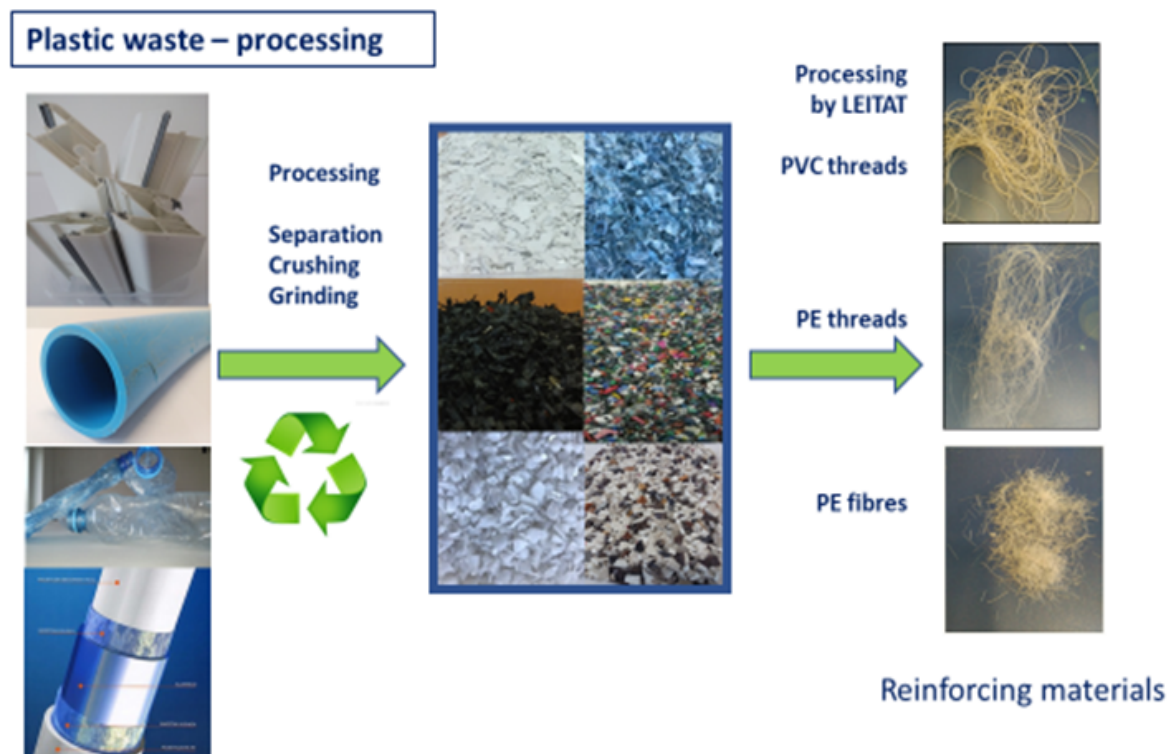 Plastic waste – processing
Processing
Separation
Crushing
Grinding
Processing
by LEITAT
PVC threads
PE threads
PE fibres
Reinforcing materials